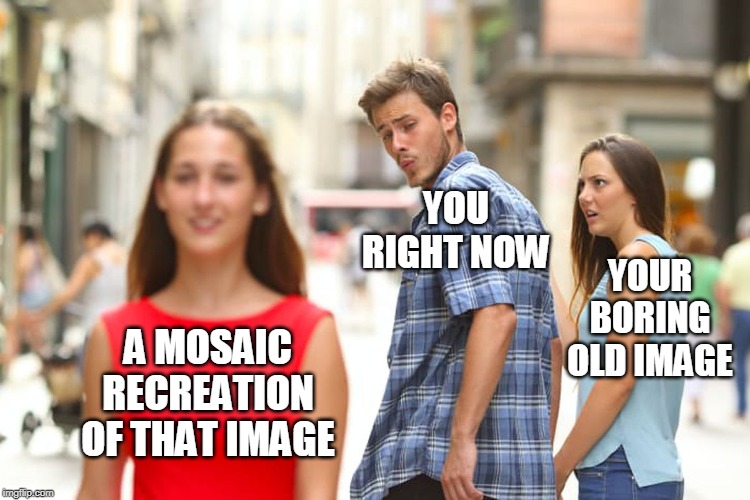 A MOSAIC
RECREATION
OF THAT IMAGE
YOU
RIGHT NOW
YOUR
BORING
OLD IMAGE
imgflip.com